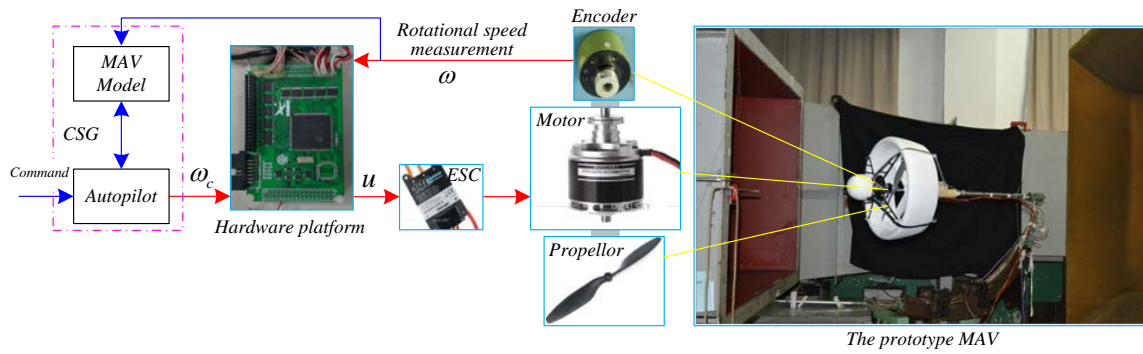 Encoder
Rotational speed
measurement
ω
MAV
Model
Motor
CSG
ESC
Command
ω_c
u
Autopilot
Hardware platform
Propellor
The prototype MAV